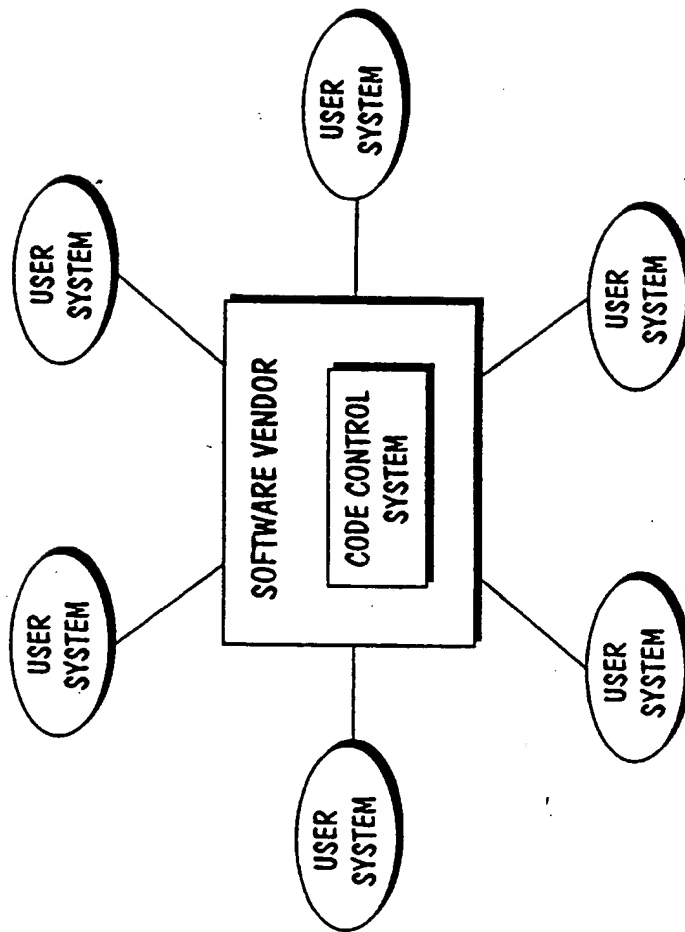 USER
SYSTEM
USER
SYSTEM
USER
SYSTEM
SOFTWARE VENDOR
CODE CONTROL
SYSTEM
USER
SYSTEM
USER
SYSTEM
USER
SYSTEM